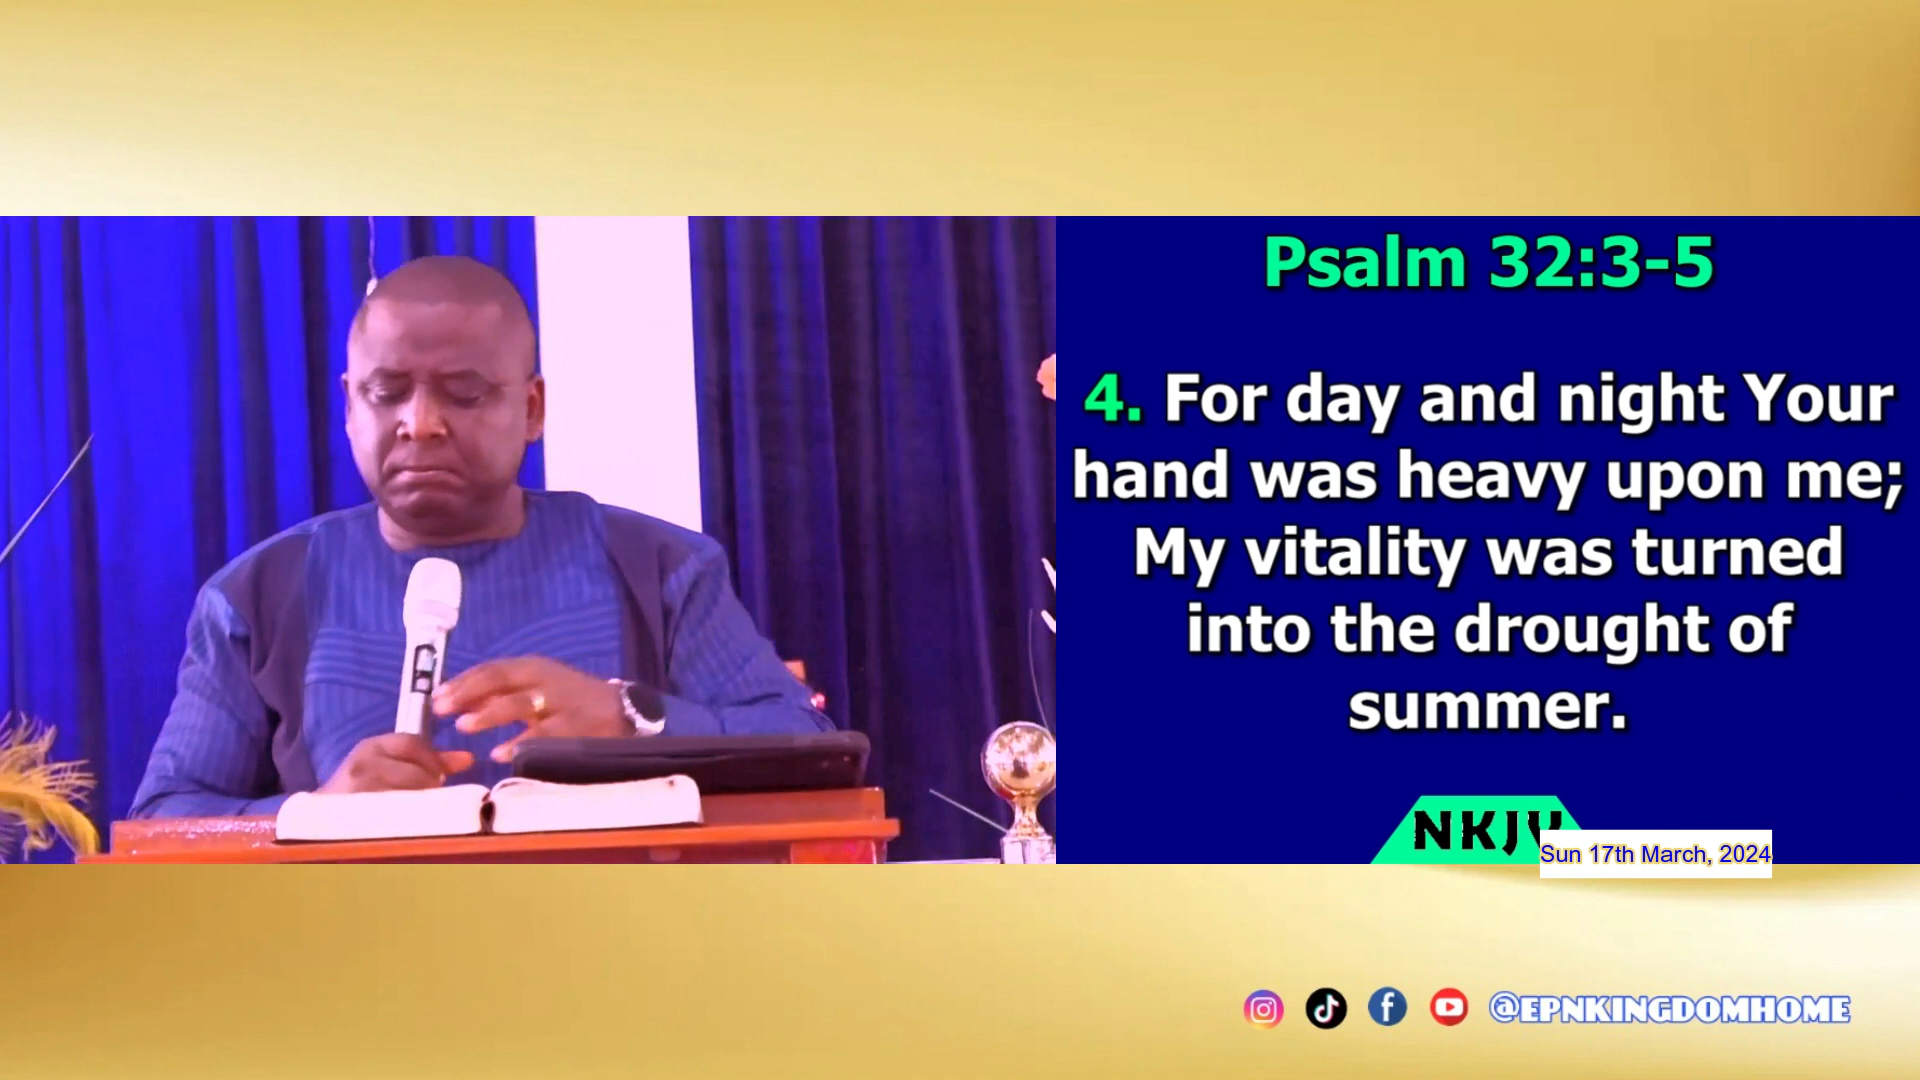 Psalm 32:3-5
4. For day and night Your
hand was heavy upon me;
My vitality was turned
into the drought of
summer.
NKJV
Sun 17th March, 2024
@EPNKINGDOMHOME